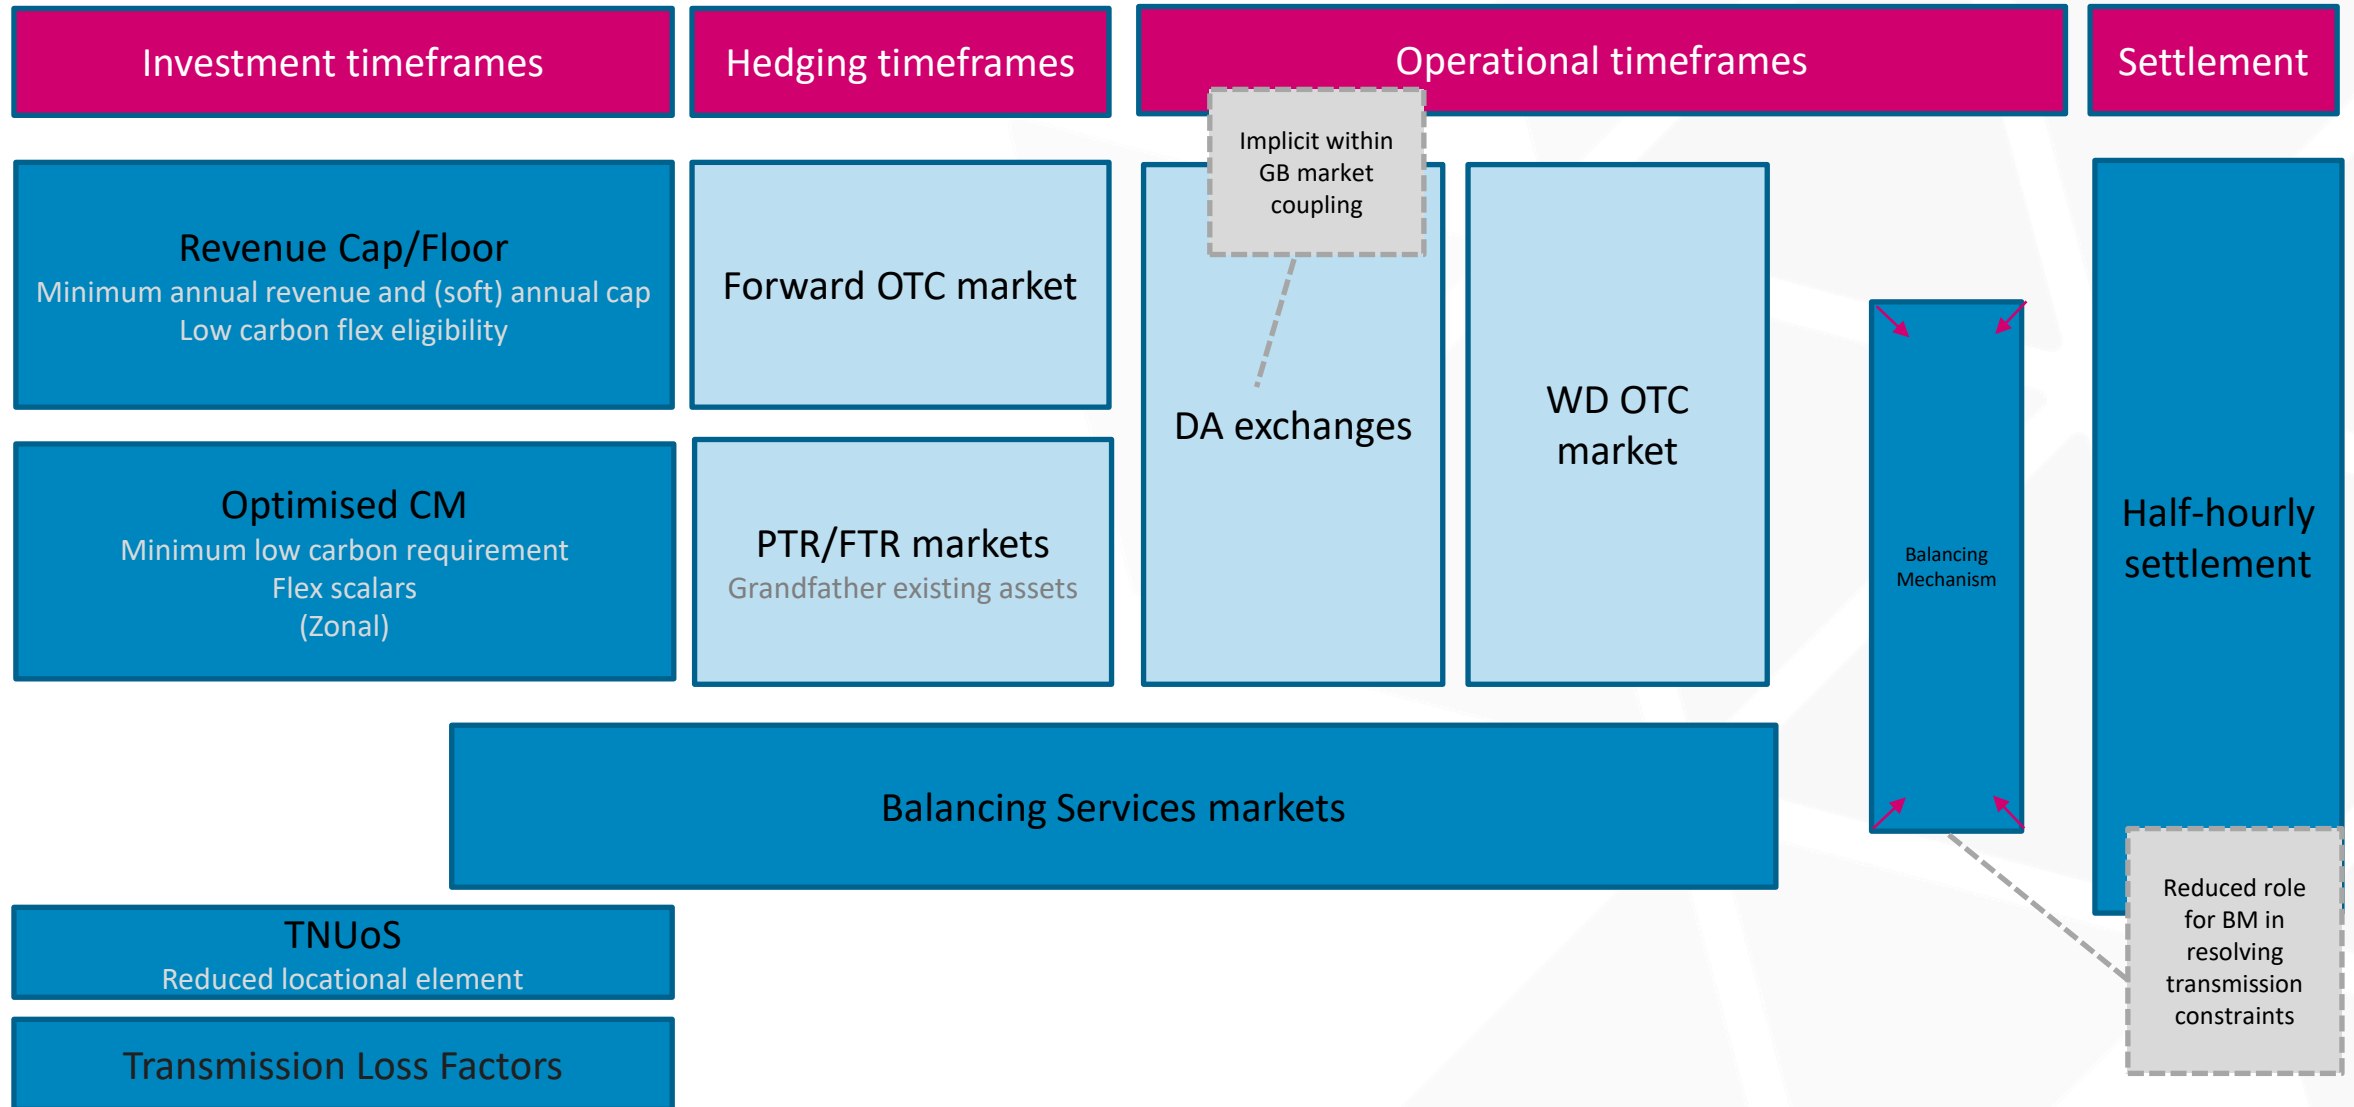 Investment timeframes
Hedging timeframes
Operational timeframes
Settlement
Implicit within
GB market
coupling
Revenue Cap/Floor
Minimum annual revenue and (soft) annual cap
Low carbon flex eligibility
Forward OTC market
DA exchanges
WD OTC
market
Optimised CM
Minimum low carbon requirement
Flex scalars
(Zonal)
PTR/FTR markets
Grandfather existing assets
Balancing
Mechanism
Half-hourly
settlement
Balancing Services markets
Reduced role
for BM in
resolving
transmission
constraints
TNUoS
Reduced locational element
Transmission Loss Factors